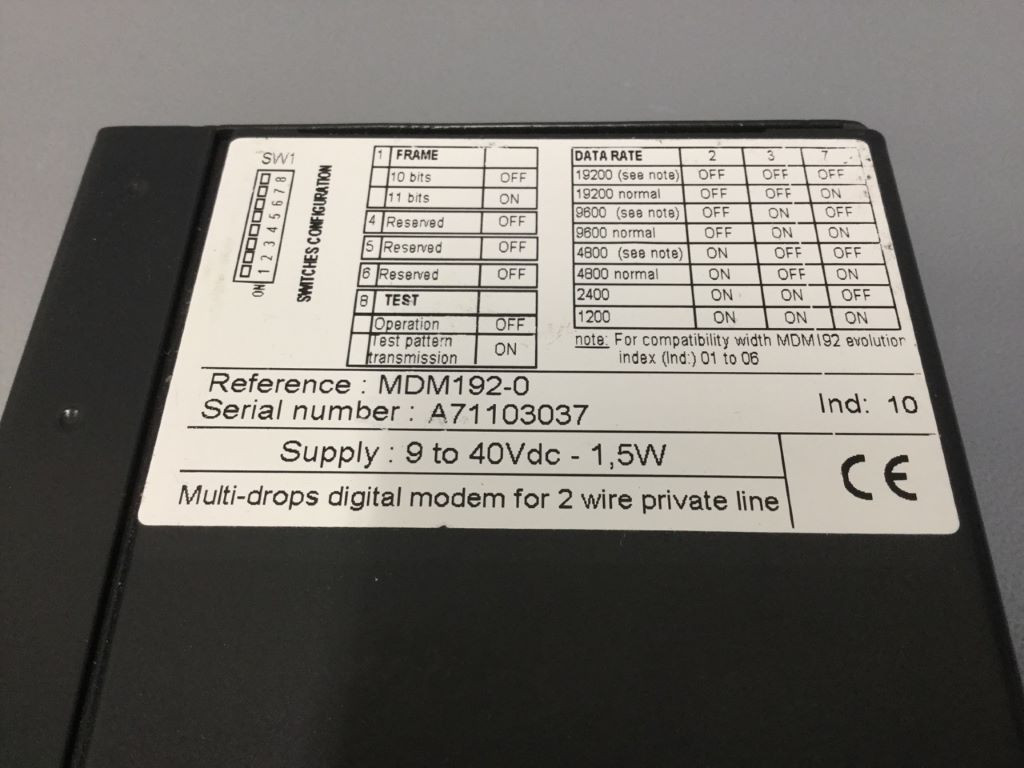 SW1
ON 1 2 3 4 5 6 7 8
SWITCHES CONFIGURATION
1 FRAME
10 bits OFF
11 bits ON
4 Reserved OFF
5 Reserved OFF
6 Reserved OFF
8 TEST
Operation OFF
Test pattern
transmission ON
DATA RATE 2 3 7
19200 (see note) OFF OFF OFF
19200 normal OFF OFF ON
9600 (see note) OFF ON OFF
9600 normal OFF ON ON
4800 (see note) ON OFF OFF
4800 normal ON OFF ON
2400 ON ON OFF
1200 ON ON ON
note: For compatibility width MDM192 evolution
index (Ind:) 01 to 06
Reference : MDM192-0
Serial number : A71103037
Ind: 10
Supply : 9 to 40Vdc - 1,5W
Multi-drops digital modem for 2 wire private line
CE